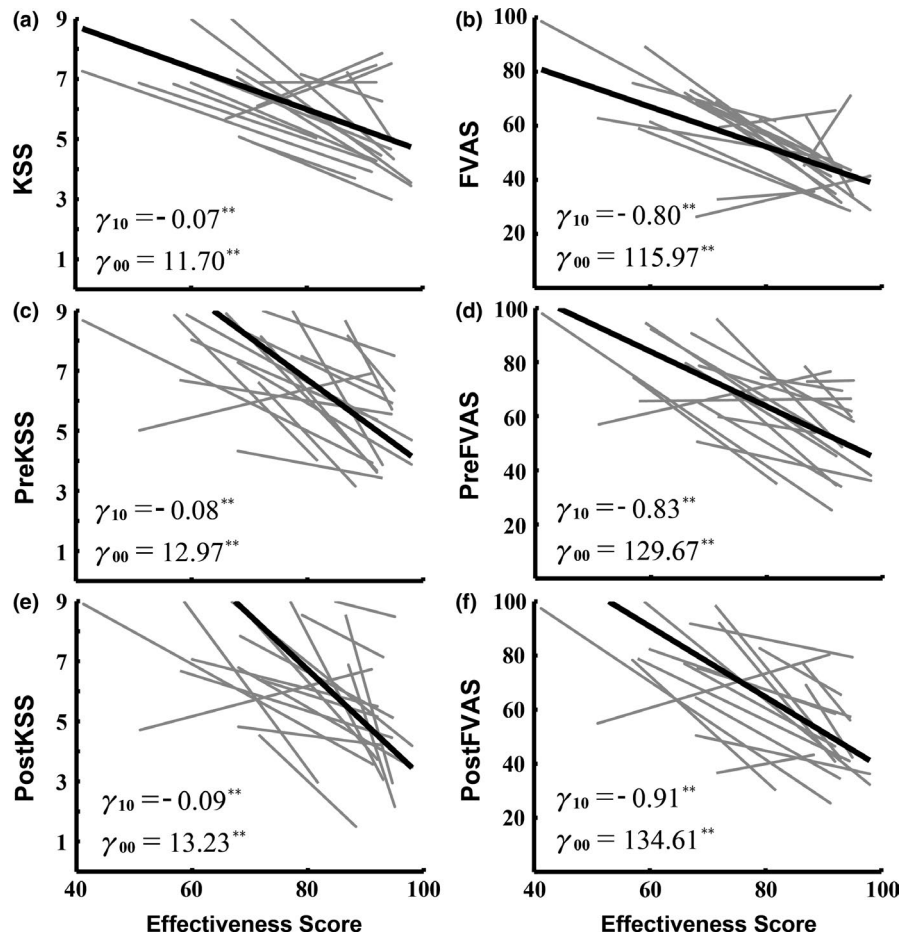 (a)
9
7
5
3
1
KSS
γ10 = - 0.07**
γ00 = 11.70**
(b)
100
80
60
40
20
FVAS
γ10 = - 0.80**
γ00 = 115.97**
(c)
9
7
5
3
1
PreKSS
γ10 = - 0.08**
γ00 = 12.97**
(d)
100
80
60
40
20
PreFVAS
γ10 = - 0.83**
γ00 = 129.67**
(e)
9
7
5
3
1
PostKSS
γ10 = - 0.09**
γ00 = 13.23**
40 60 80 100
Effectiveness Score
(f)
100
80
60
40
20
PostFVAS
γ10 = - 0.91**
γ00 = 134.61**
40 60 80 100
Effectiveness Score